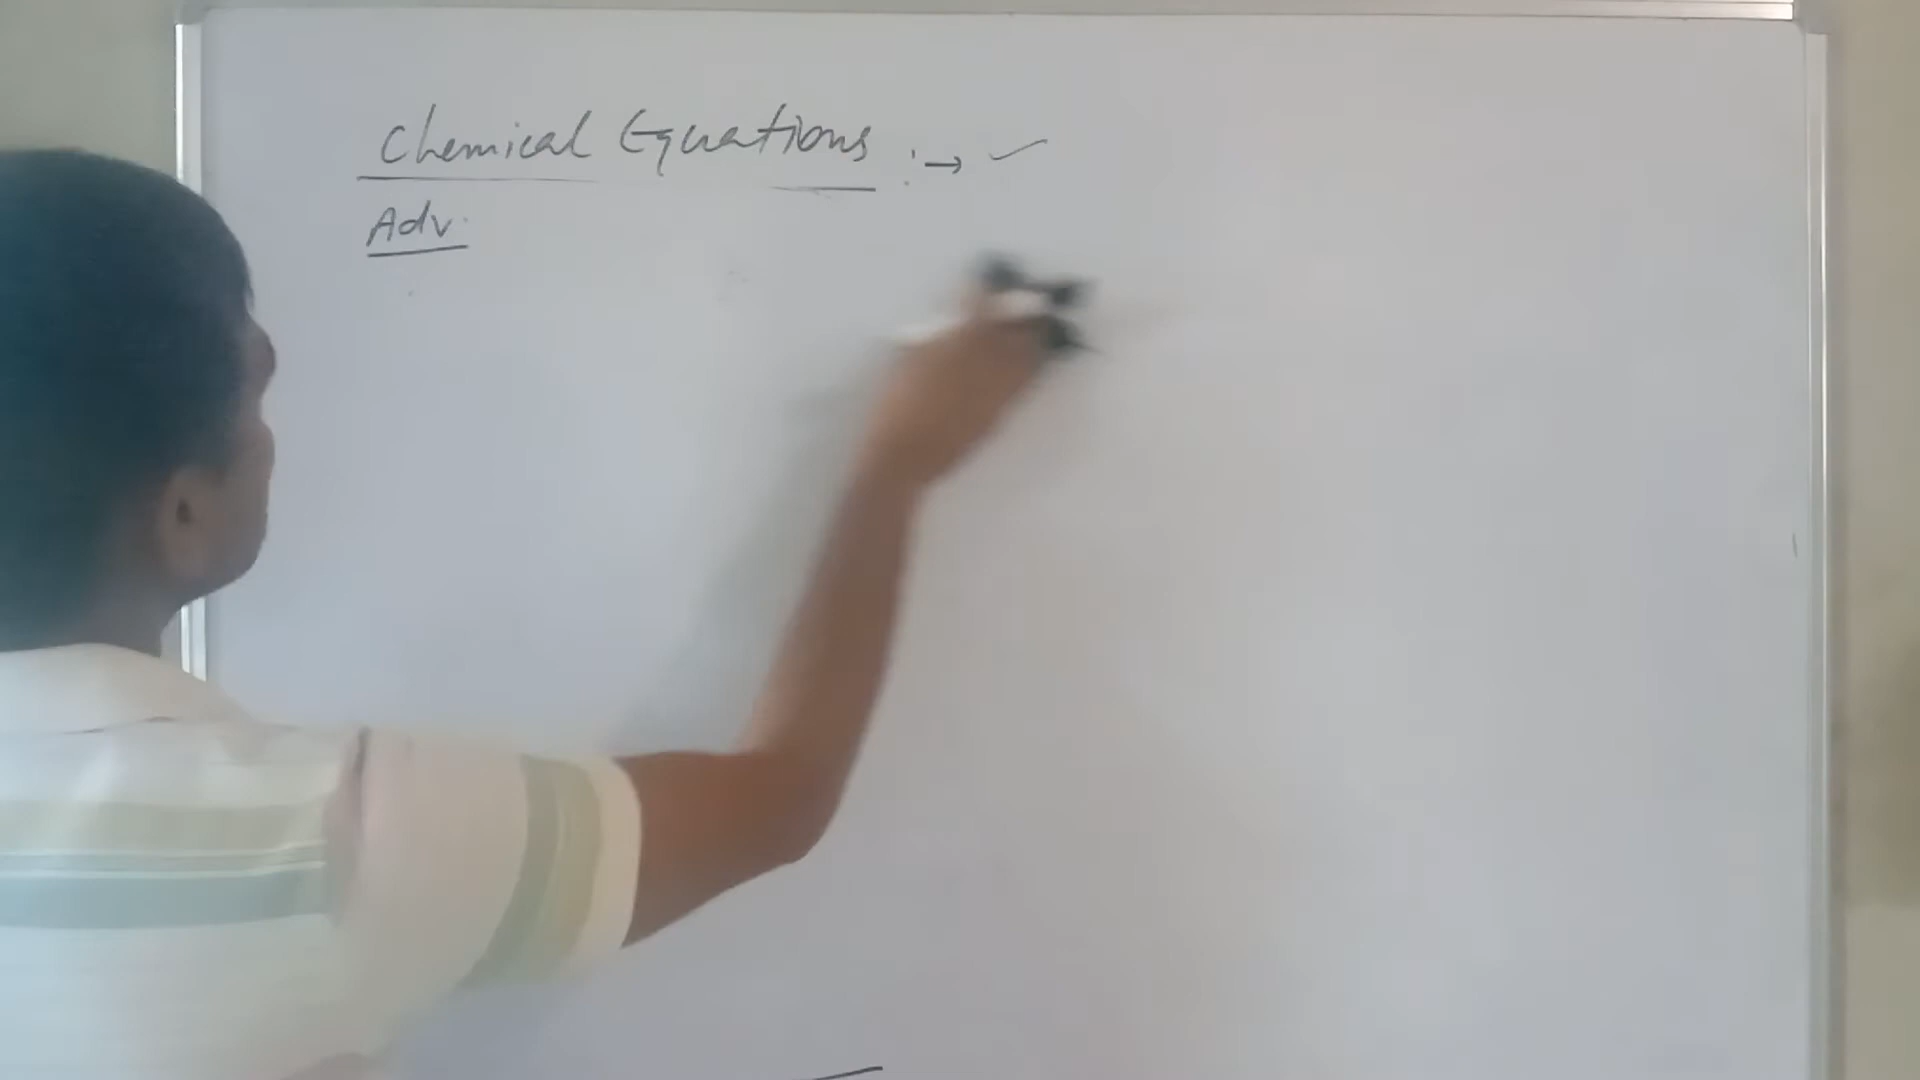 Chemical Equations :→ ✓
Adv.